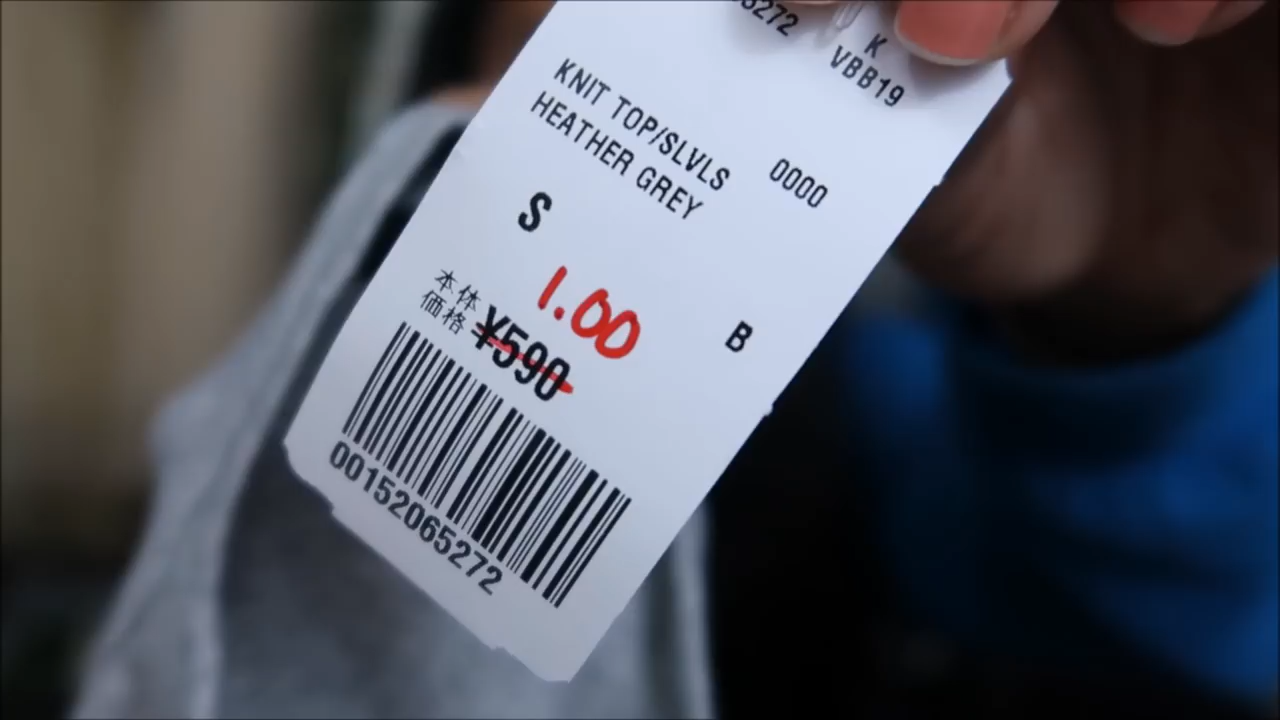 5272
K
VBB19
KNIT TOP/SLVLS 0000
HEATHER GREY
S
1.00
B
本体
価格 ¥590
00152065272